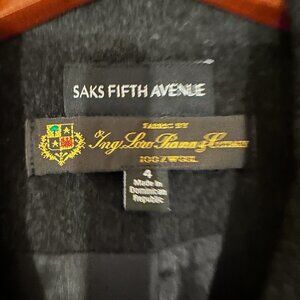 SAKS FIFTH AVENUE
FABRIC BY
Ing. Loro Piana & C.
100% WOOL
4
Made in
Dominican
Republic